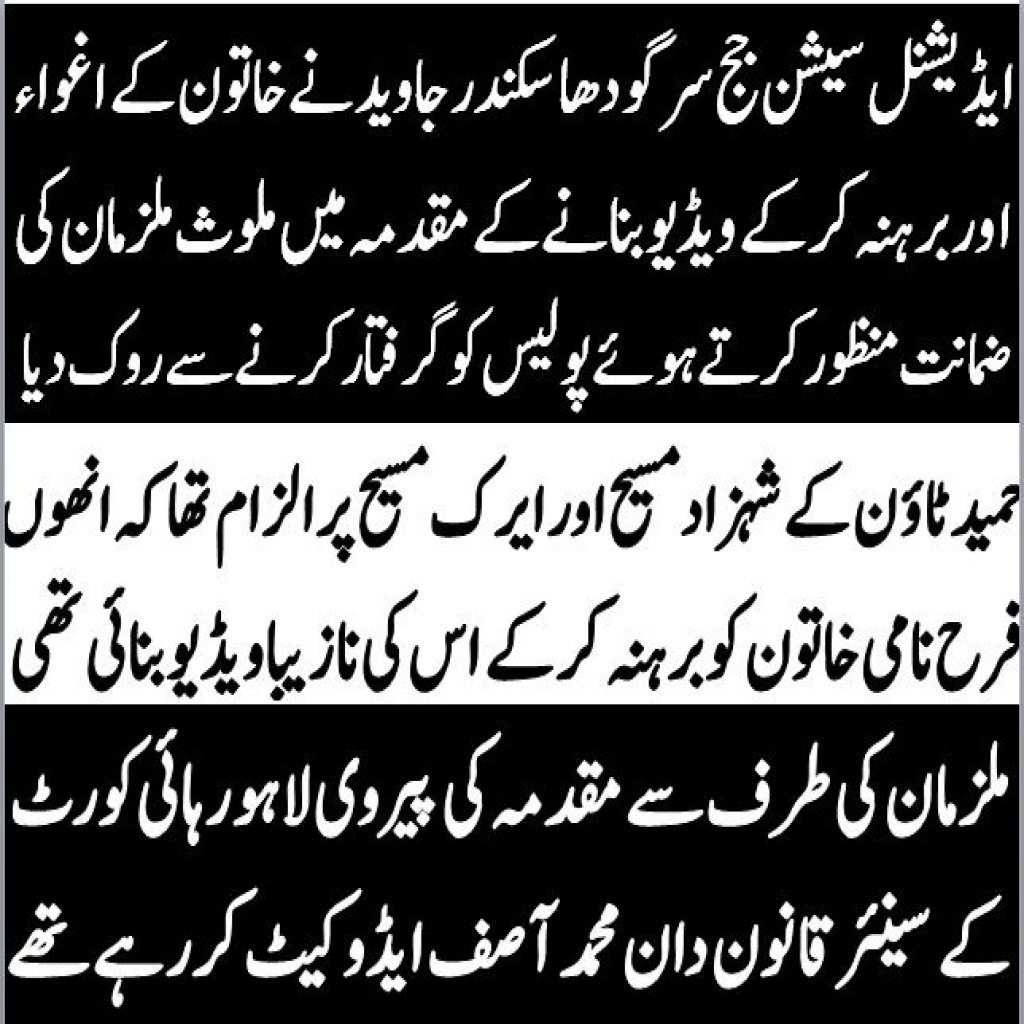 ایڈیشنل سیشن جج سرگودھا سکندر جاوید نے خاتون کے اغواء
اور برہنہ کر کے ویڈیو بنانے کے مقدمہ میں ملوث ملزمان کی
ضمانت منظور کرتے ہوئے پولیس کو گرفتار کرنے سے روک دیا
حمید ٹاؤن کے شہزاد مسیح اور ایرک مسیح پر الزام تھا کہ انھوں
فرح نامی خاتون کو برہنہ کر کے اس کی نازیبا ویڈیو بنائی تھی
ملزمان کی طرف سے مقدمہ کی پیروی لاہور ہائی کورٹ
کے سینئر قانون دان محمد آصف ایڈوکیٹ کر رہے تھے